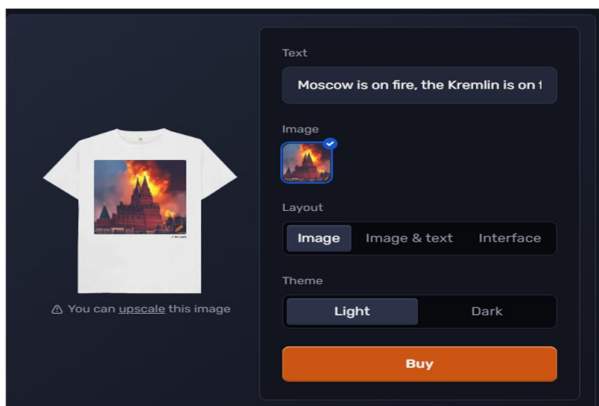 Text
Moscow is on fire, the Kremlin is on f
Image
Layout
Image
Image & text
Interface
Theme
You can upscale this image
Light
Dark
Buy